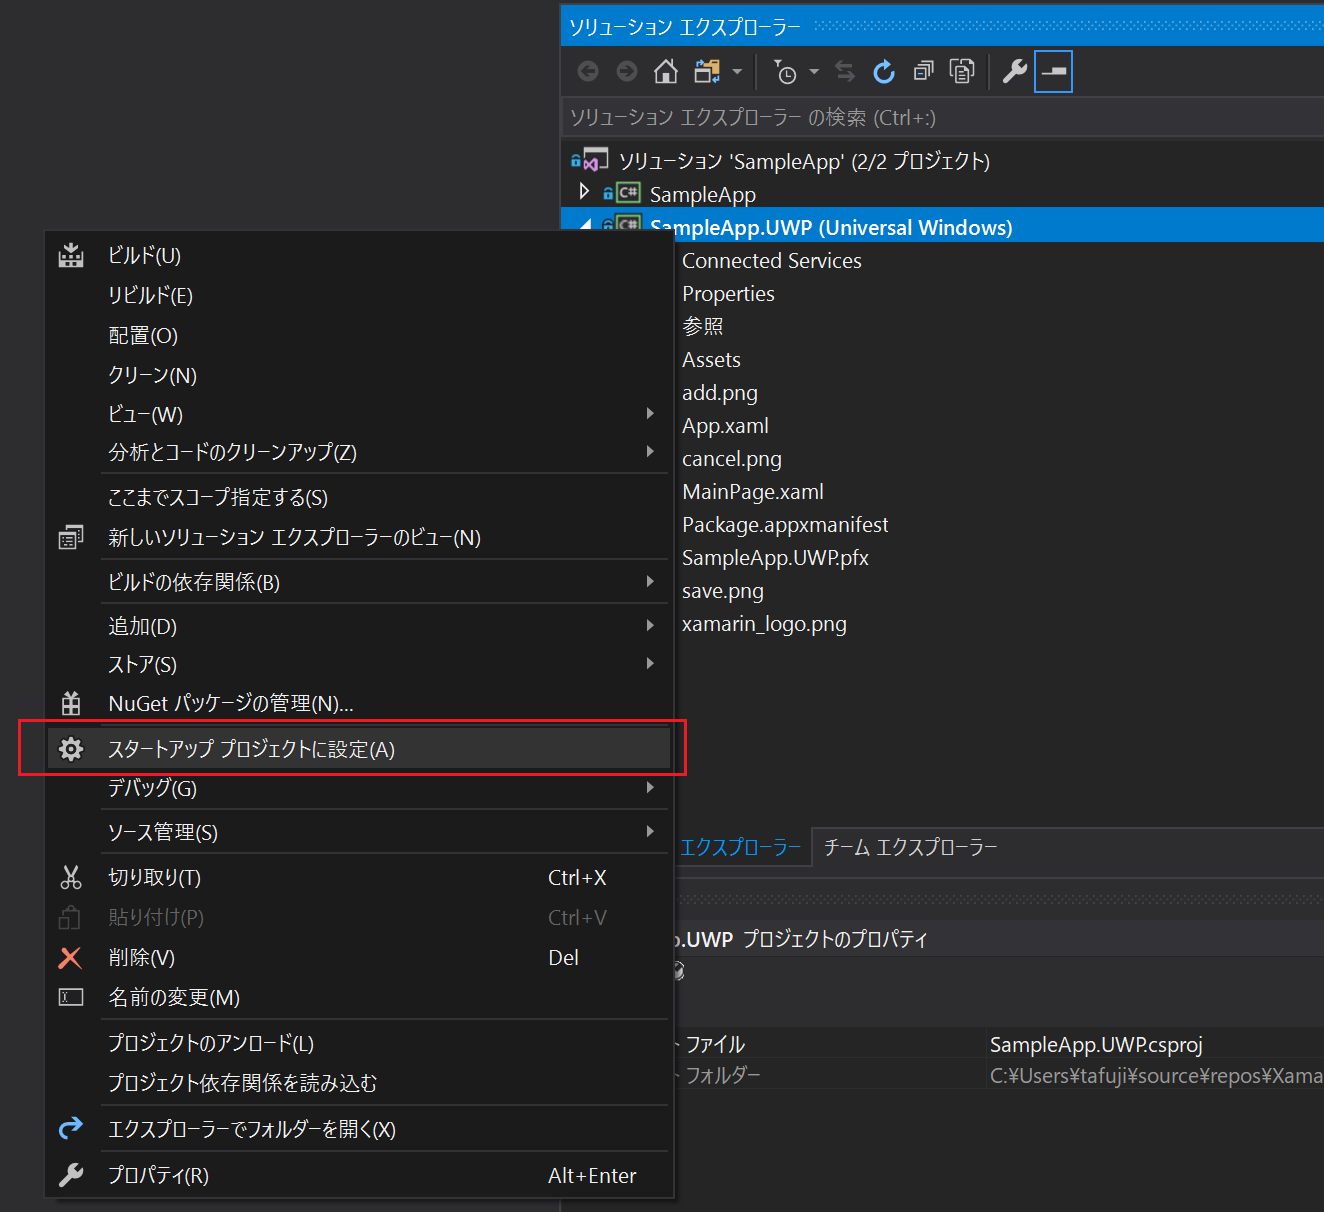 ソリューション エクスプローラー
ソリューション エクスプローラー の検索 (Ctrl+:)
ソリューション 'SampleApp' (2/2 プロジェクト)
C# SampleApp
C# SampleApp.UWP (Universal Windows)
Connected Services
Properties
参照
Assets
add.png
App.xaml
cancel.png
MainPage.xaml
Package.appxmanifest
SampleApp.UWP.pfx
save.png
xamarin_logo.png
ビルド(U)
リビルド(E)
配置(O)
クリーン(N)
ビュー(W)
分析とコードのクリーンアップ(Z)
ここまでスコープ指定する(S)
新しいソリューション エクスプローラーのビュー(N)
ビルドの依存関係(B)
追加(D)
ストア(S)
NuGet パッケージの管理(N)...
スタートアップ プロジェクトに設定(A)
デバッグ(G)
ソース管理(S)
切り取り(T) Ctrl+X
貼り付け(P) Ctrl+V
削除(V) Del
名前の変更(M)
プロジェクトのアンロード(L)
プロジェクト依存関係を読み込む
エクスプローラーでフォルダーを開く(X)
プロパティ(R) Alt+Enter
エクスプローラー チーム エクスプローラー
.UWP プロジェクトのプロパティ
ファイル SampleApp.UWP.csproj
フォルダー C:¥Users¥tafuji¥source¥repos¥Xama